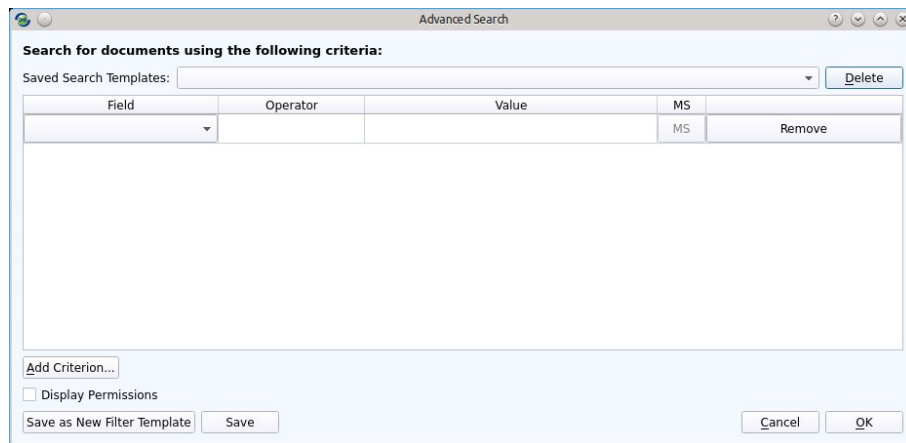 Advanced Search
Search for documents using the following criteria:
Saved Search Templates: Delete
Field Operator Value MS
MS Remove
Add Criterion...
Display Permissions
Save as New Filter Template Save Cancel OK